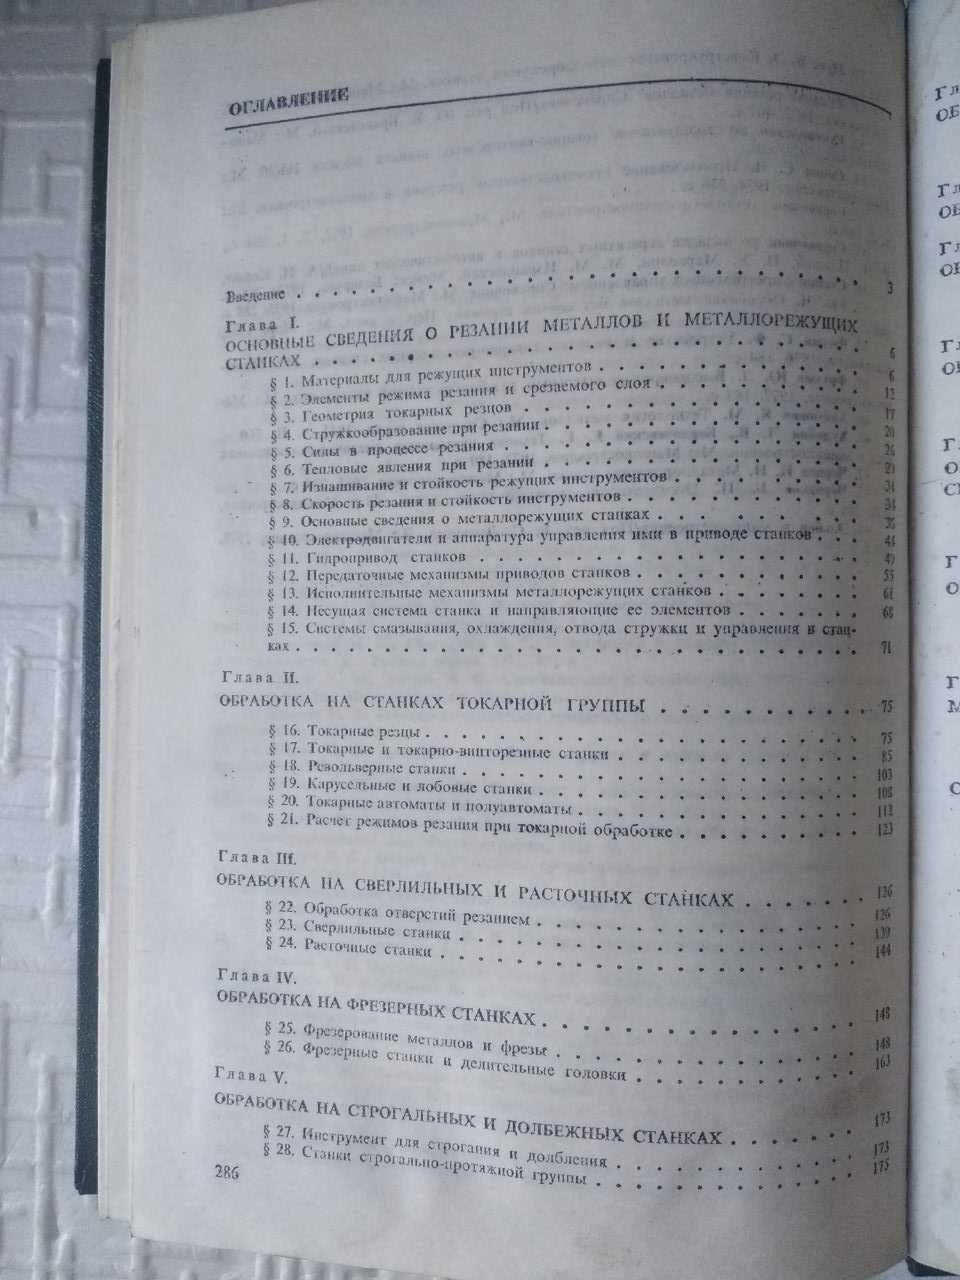 ОГЛАВЛЕНИЕ
Введение . . . . . . . . . . . . . . . . . . . . 3
Глава I.
ОСНОВНЫЕ СВЕДЕНИЯ О РЕЗАНИИ МЕТАЛЛОВ И МЕТАЛЛОРЕЖУЩИХ
СТАНКАХ . . . . . . . . . . . . . . . . . . . . 6
§ 1. Материалы для режущих инструментов . . . . . . . . . . 6
§ 2. Элементы режима резания и срезаемого слоя . . . . . . . . 12
§ 3. Геометрия токарных резцов . . . . . . . . . . . . . 17
§ 4. Стружкообразование при резании . . . . . . . . . . . . 20
§ 5. Силы в процессе резания . . . . . . . . . . . . . . 26
§ 6. Тепловые явления при резании . . . . . . . . . . . . 29
§ 7. Изнашивание и стойкость режущих инструментов . . . . . . . 31
§ 8. Скорость резания и стойкость инструментов . . . . . . . . 34
§ 9. Основные сведения о металлорежущих станках . . . . . . . 36
§ 10. Электродвигатели и аппаратура управления ими в приводе станков . . . 44
§ 11. Гидропривод станков . . . . . . . . . . . . . . . 49
§ 12. Передаточные механизмы приводов станков . . . . . . . . 55
§ 13. Исполнительные механизмы металлорежущих станков . . . . . . 61
§ 14. Несущая система станка и направляющие ее элементов . . . . . 68
§ 15. Системы смазывания, охлаждения, отвода стружки и управления в стан-
ках . . . . . . . . . . . . . . . . . . . . . 71
Глава II.
ОБРАБОТКА НА СТАНКАХ ТОКАРНОЙ ГРУППЫ . . . . . . . . . . 75
§ 16. Токарные резцы . . . . . . . . . . . . . . . . . 75
§ 17. Токарные и токарно-винторезные станки . . . . . . . . . 85
§ 18. Револьверные станки . . . . . . . . . . . . . . . 103
§ 19. Карусельные и лобовые станки . . . . . . . . . . . . 108
§ 20. Токарные автоматы и полуавтоматы . . . . . . . . . . . 112
§ 21. Расчет режимов резания при токарной обработке . . . . . . . 123
Глава III.
ОБРАБОТКА НА СВЕРЛИЛЬНЫХ И РАСТОЧНЫХ СТАНКАХ . . . . . . . 126
§ 22. Обработка отверстий резанием . . . . . . . . . . . . 126
§ 23. Сверлильные станки . . . . . . . . . . . . . . . 139
§ 24. Расточные станки . . . . . . . . . . . . . . . . 144
Глава IV.
ОБРАБОТКА НА ФРЕЗЕРНЫХ СТАНКАХ . . . . . . . . . . . . . 148
§ 25. Фрезерование металлов и фрезы . . . . . . . . . . . . 148
§ 26. Фрезерные станки и делительные головки . . . . . . . . . 163
Глава V.
ОБРАБОТКА НА СТРОГАЛЬНЫХ И ДОЛБЕЖНЫХ СТАНКАХ . . . . . . . 173
§ 27. Инструмент для строгания и долбления . . . . . . . . . 173
§ 28. Станки строгально-протяжной группы . . . . . . . . . . 175
286